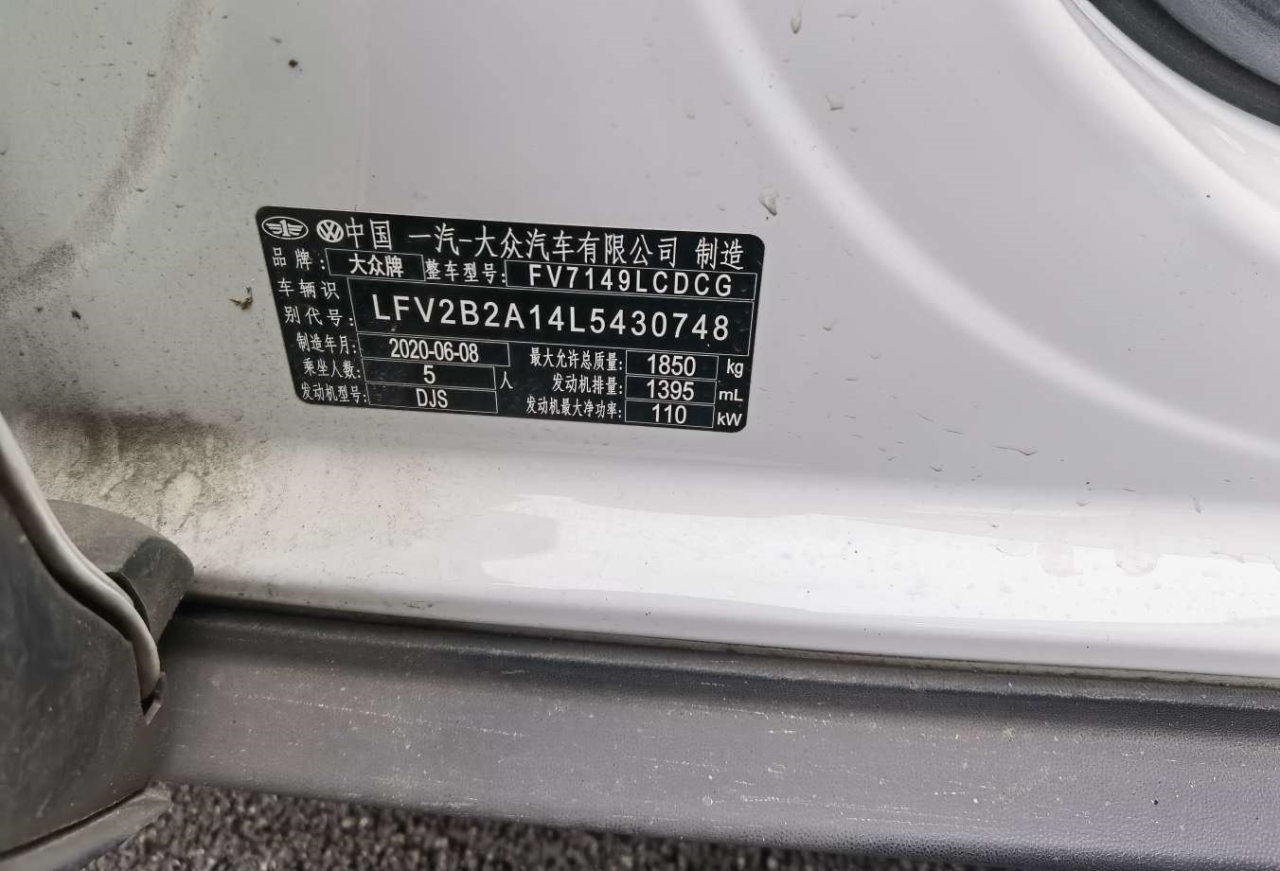 中国 一汽-大众汽车有限公司 制造
品牌: 大众牌 整车型号: FV7149LCDCG
车辆识
别代号: LFV2B2A14L5430748
制造年月: 2020-06-08 最大允许总质量: 1850 kg
乘坐人数: 5 人 发动机排量: 1395 mL
发动机型号: DJS 发动机最大净功率: 110 kW